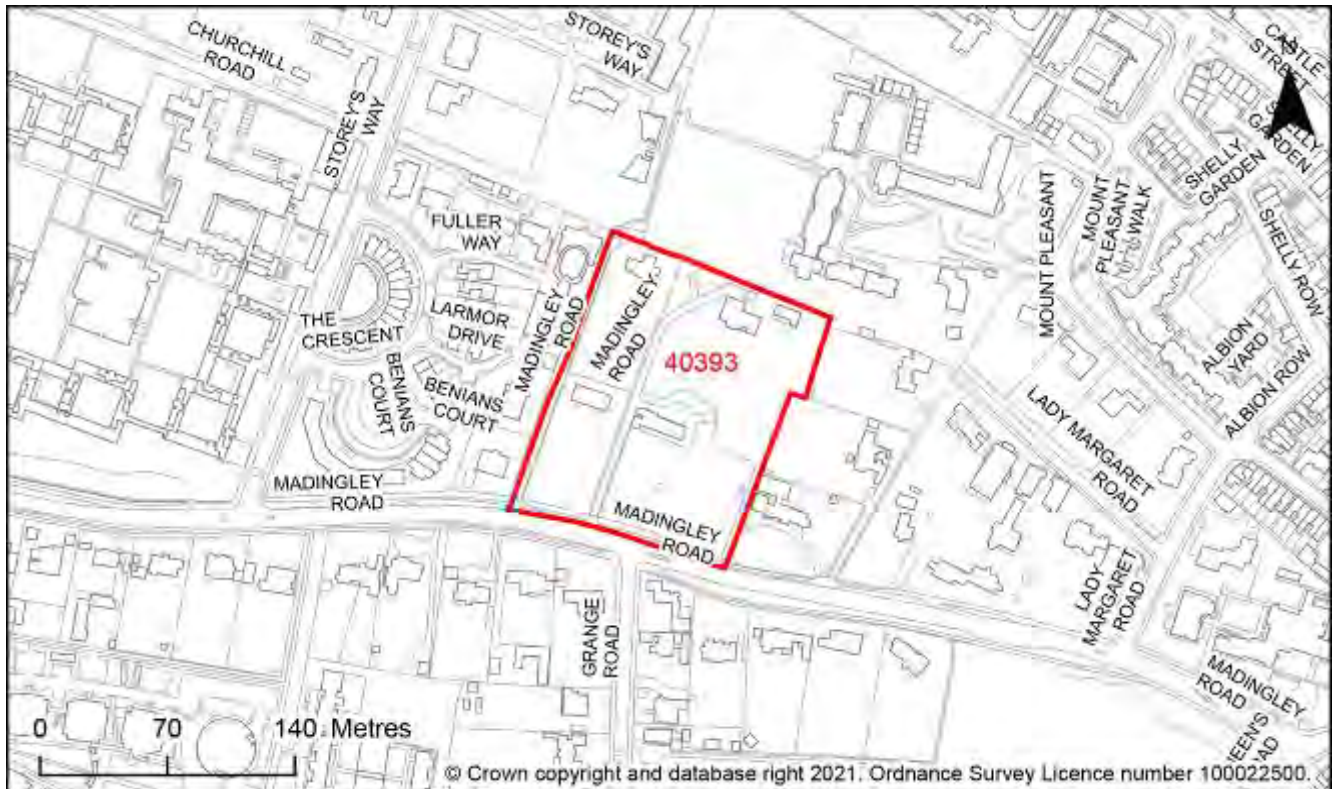 CHURCHILL
ROAD
STOREY'S
WAY
STOREY'S
WAY
CASTLE
STREET
SHELLY
GARDEN
SHELLY
GARDEN
SHELLY ROW
MOUNT
PLEASANT
WALK
MOUNT PLEASANT
FULLER
WAY
LARMOR
DRIVE
THE
CRESCENT
BENIANS
COURT
BENIANS
COURT
MADINGLEY
ROAD
MADINGLEY
ROAD
40393
ALBION
YARD
ALBION ROW
LADY MARGARET
ROAD
MADINGLEY
ROAD
MADINGLEY
ROAD
LADY
MARGARET
ROAD
GRANGE
ROAD
MADINGLEY
ROAD
0 70 140 Metres
© Crown copyright and database right 2021. Ordnance Survey Licence number 100022500.